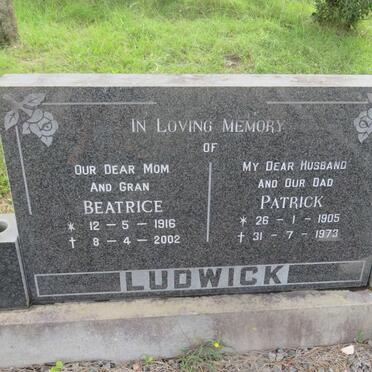 IN LOVING MEMORY
OF
OUR DEAR MOM
AND GRAN
BEATRICE
* 12 - 5 - 1916
† 8 - 4 - 2002
MY DEAR HUSBAND
AND OUR DAD
PATRICK
* 26 - 1 - 1905
† 31 - 7 - 1973
LUDWICK